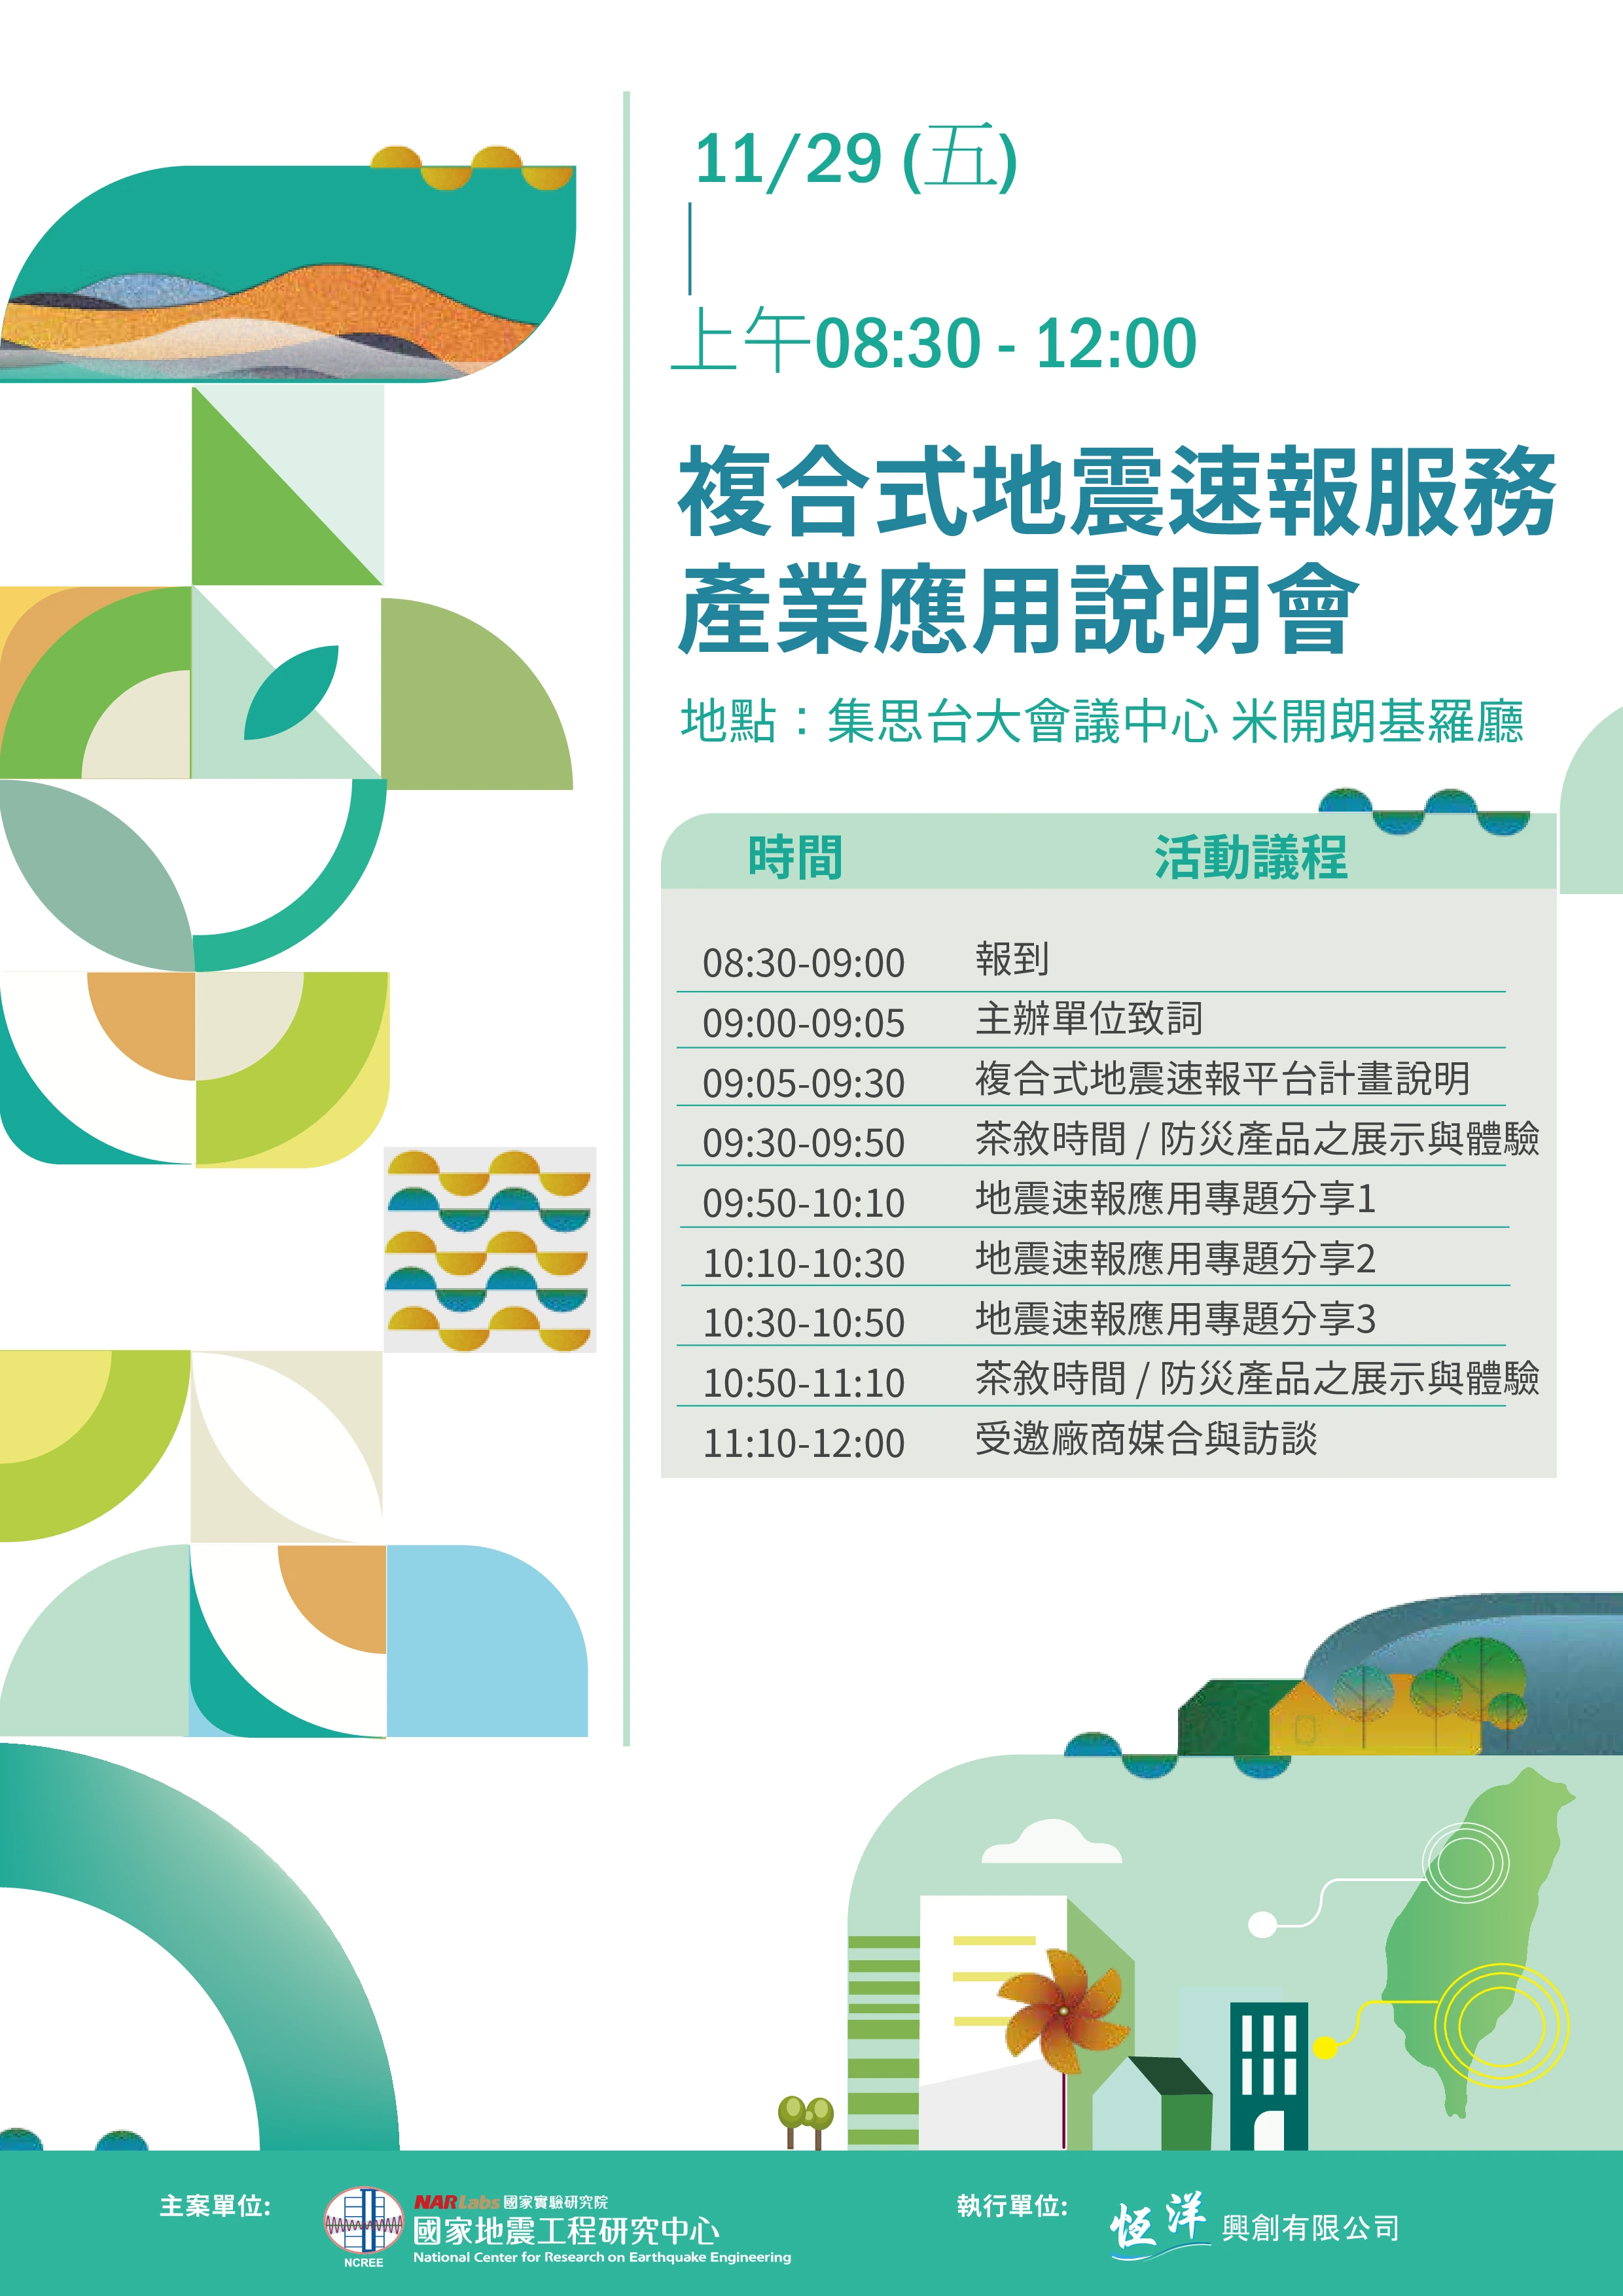 11/29 (五)
上午08:30 - 12:00
複合式地震速報服務
產業應用說明會
地點：集思台大會議中心 米開朗基羅廳
時間 活動議程
08:30-09:00 報到
09:00-09:05 主辦單位致詞
09:05-09:30 複合式地震速報平台計畫說明
09:30-09:50 茶敘時間 / 防災產品之展示與體驗
09:50-10:10 地震速報應用專題分享1
10:10-10:30 地震速報應用專題分享2
10:30-10:50 地震速報應用專題分享3
10:50-11:10 茶敘時間 / 防災產品之展示與體驗
11:10-12:00 受邀廠商媒合與訪談
主案單位:
NCREE
NARLabs 國家實驗研究院
國家地震工程研究中心
National Center for Research on Earthquake Engineering
執行單位:
恆洋 興創有限公司